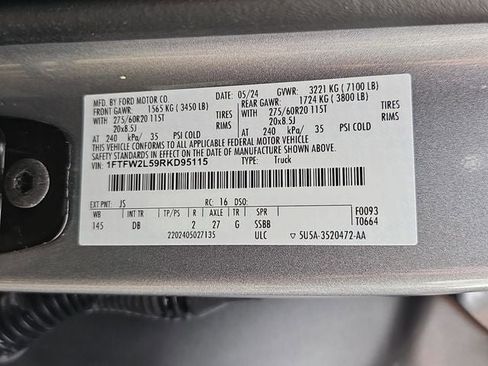 MFD. BY FORD MOTOR CO.
DATE: 05/24 GVWR: 3221 KG ( 7100 LB)
FRONT GAWR: 1565 KG ( 3450 LB) REAR GAWR: 1724 KG ( 3800 LB)
WITH 275/60R20 115T TIRES WITH 275/60R20 115T TIRES
20x8.5J RIMS 20x8.5J RIMS
AT 240 kPa/ 35 PSI COLD AT 240 kPa/ 35 PSI COLD
THIS VEHICLE CONFORMS TO ALL APPLICABLE FEDERAL MOTOR VEHICLE
SAFETY STANDARDS IN EFFECT ON THE DATE OF MANUFACTURE SHOWN ABOVE.
VIN: 1FTFW2L59RKD95115 TYPE: Truck
EXT PNT: JS RC: 16 DSO:
WB INT TR TP/PS R AXLE TR SPR F0093
145 DB 2 27 G SSBB T0664
2202405027135 ULC 5U5A-3520472-AA